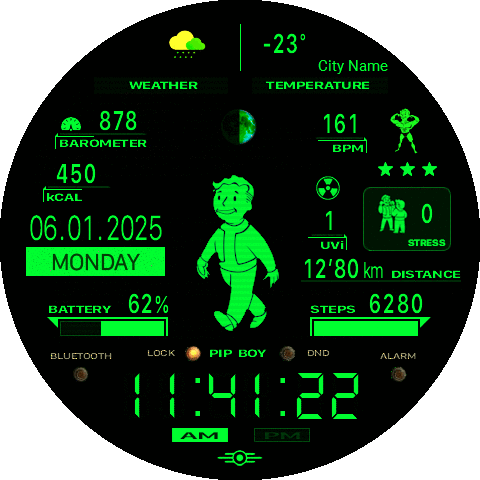 -23°
City Name
WEATHER TEMPERATURE
878
BAROMETER
161
BPM
450
KCAL
1
UVi
0
STRESS
06.01.2025
MONDAY
12'80 km DISTANCE
BATTERY 62%
STEPS 6280
BLUETOOTH LOCK PIP BOY DND ALARM
11:41:22
AM PM